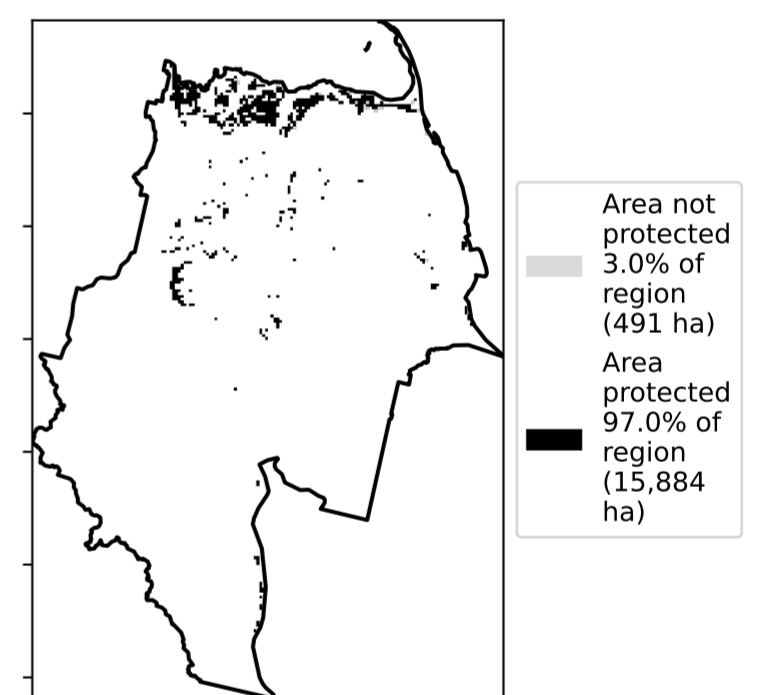 Area not
protected
3.0% of
region
(491 ha)
Area
protected
97.0% of
region
(15,884
ha)